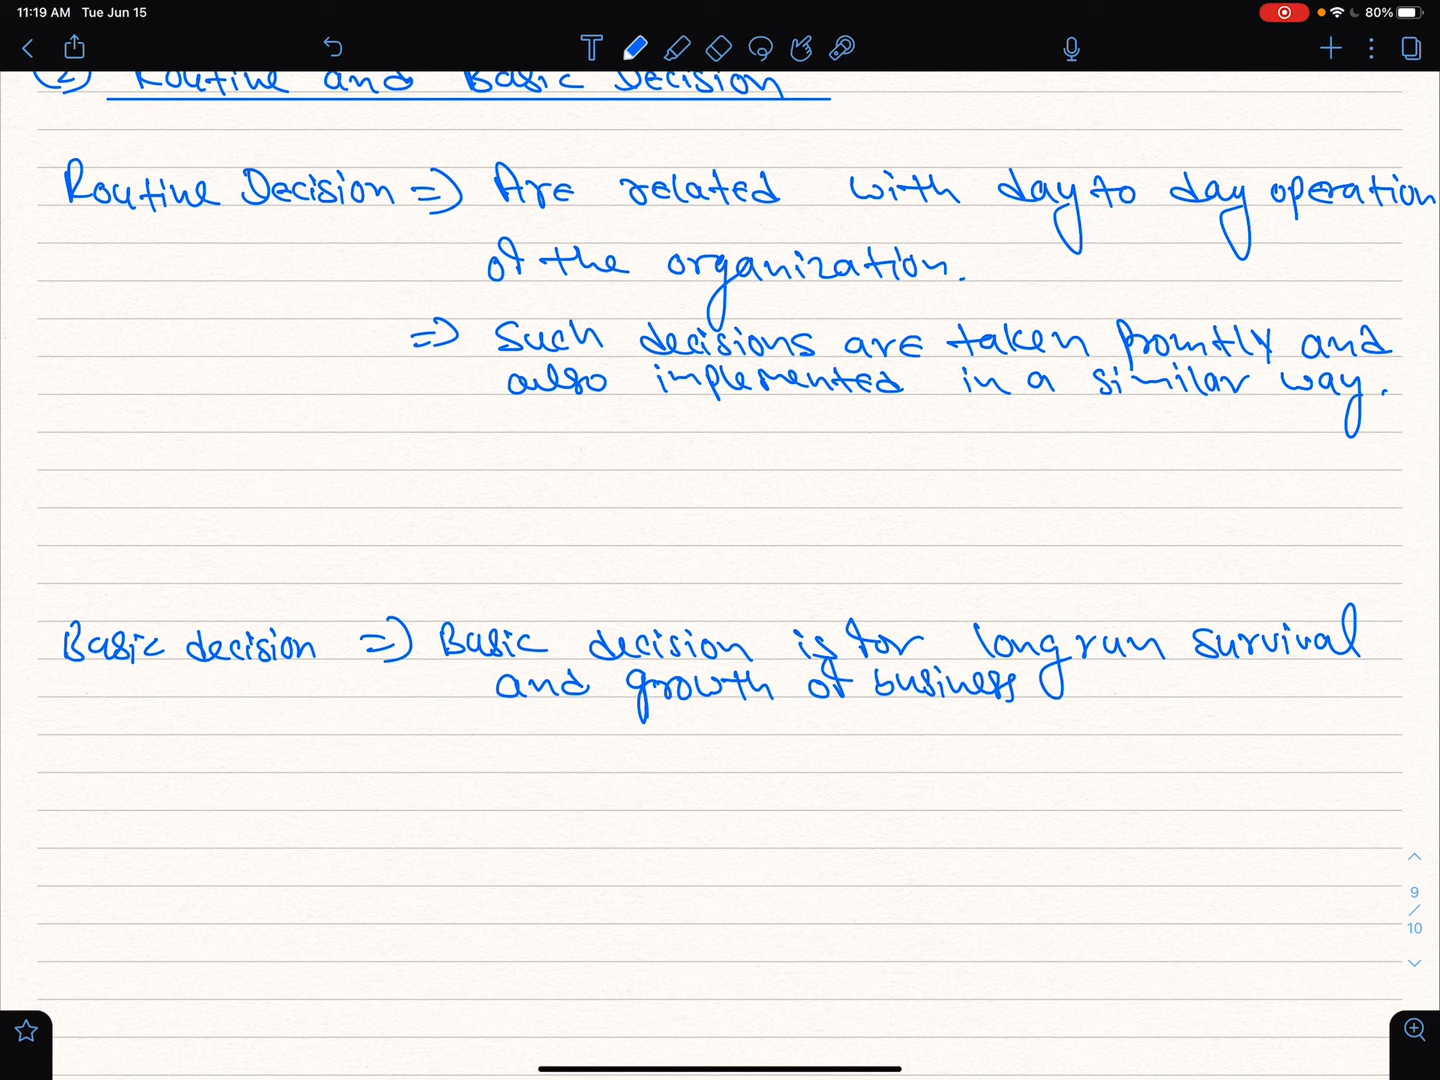 11:19 AM Tue Jun 15
80%
(2) Routine and Basic Decision
Routine Decision => Are related with day to day operation
of the organization.
=> Such decisions are taken promtly and
also implemented in a similar way.
Basic decision => Basic decision is for long run survival
and growth of business
9
/
10